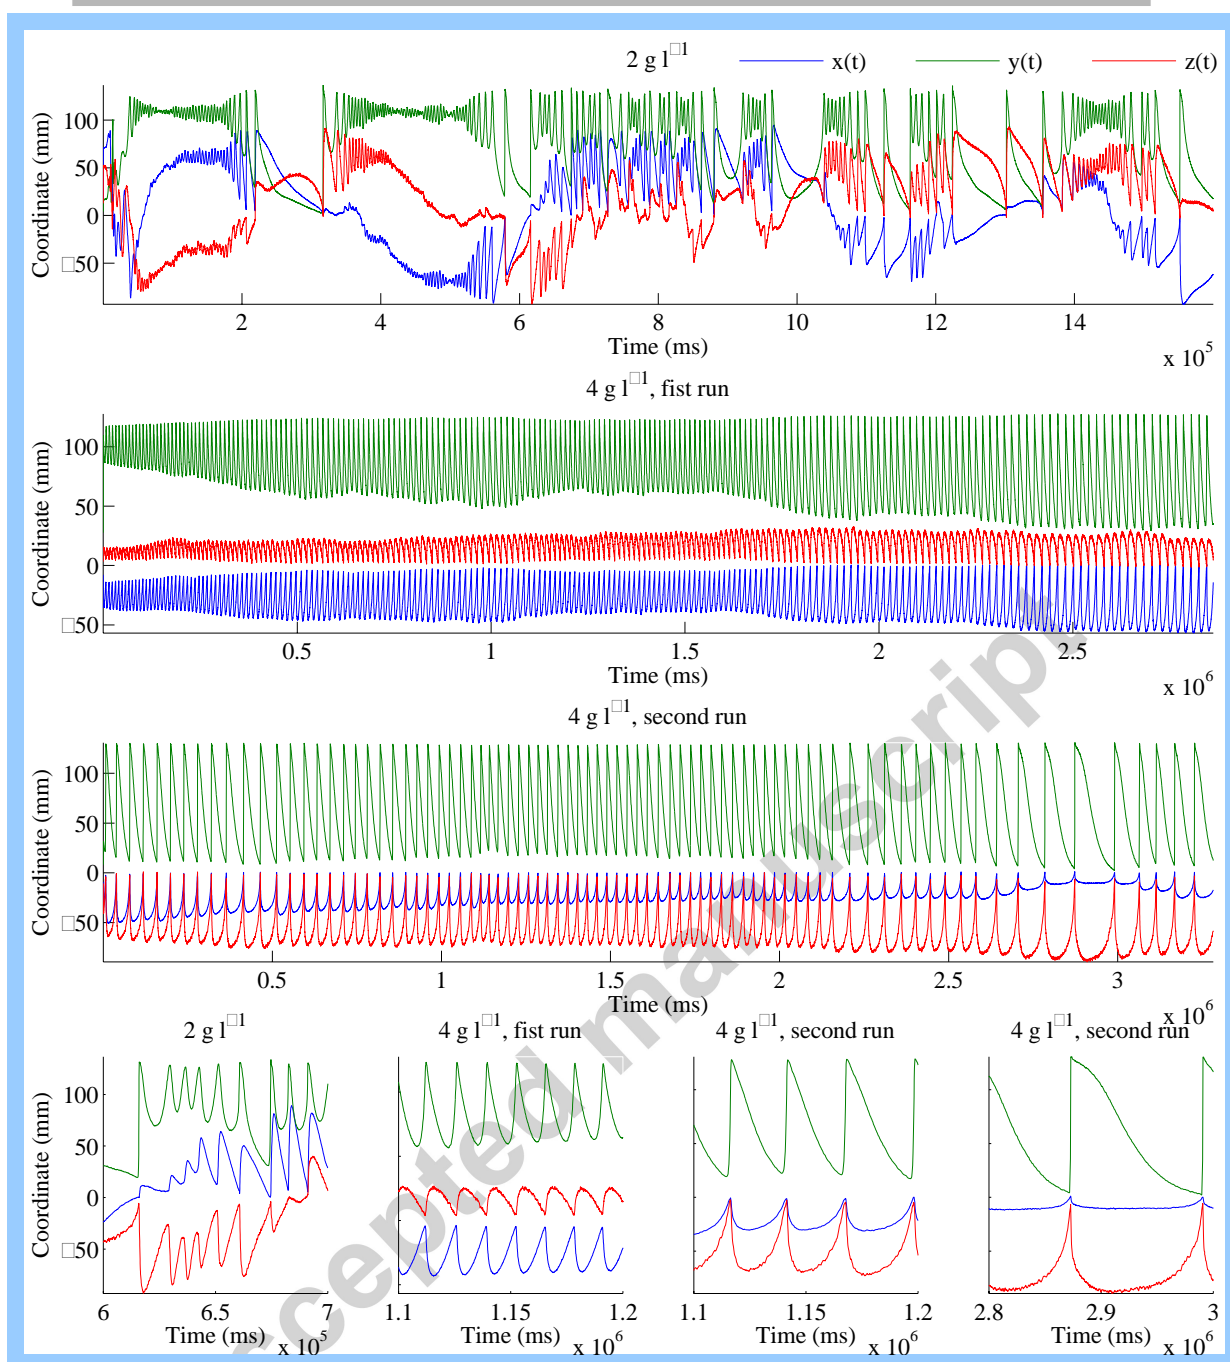 2 g l□1 x(t) y(t) z(t)
100
50
0
□50
Coordinate (mm)
2 4 6 8 10 12 14
Time (ms)
x 10^5
4 g l□1, fist run
100
50
0
□50
Coordinate (mm)
0.5 1 1.5 2 2.5
Time (ms)
x 10^6
4 g l□1, second run
100
50
0
□50
Coordinate (mm)
0.5 1 1.5 2 2.5 3
Time (ms)
x 10^6
2 g l□1 4 g l□1, fist run 4 g l□1, second run 4 g l□1, second run
100
50
0
□50
Coordinate (mm)
6 6.5 7 1.1 1.15 1.2 1.1 1.15 1.2 2.8 2.9 3
Time (ms) Time (ms) Time (ms) Time (ms)
x 10^5 x 10^6 x 10^6 x 10^6
cepted manuscript